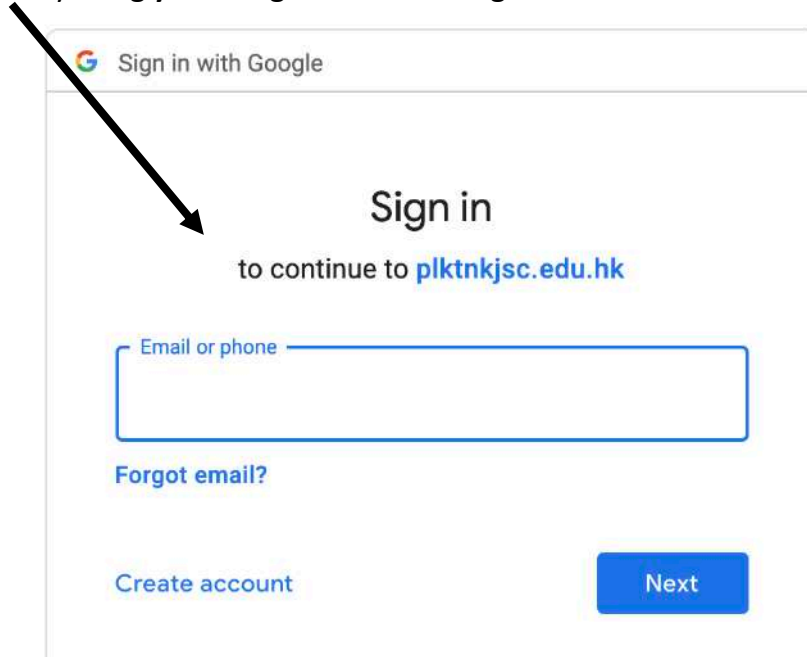 Sign in with Google
Sign in
to continue to plktnkjsc.edu.hk
Email or phone
Forgot email?
Create account
Next